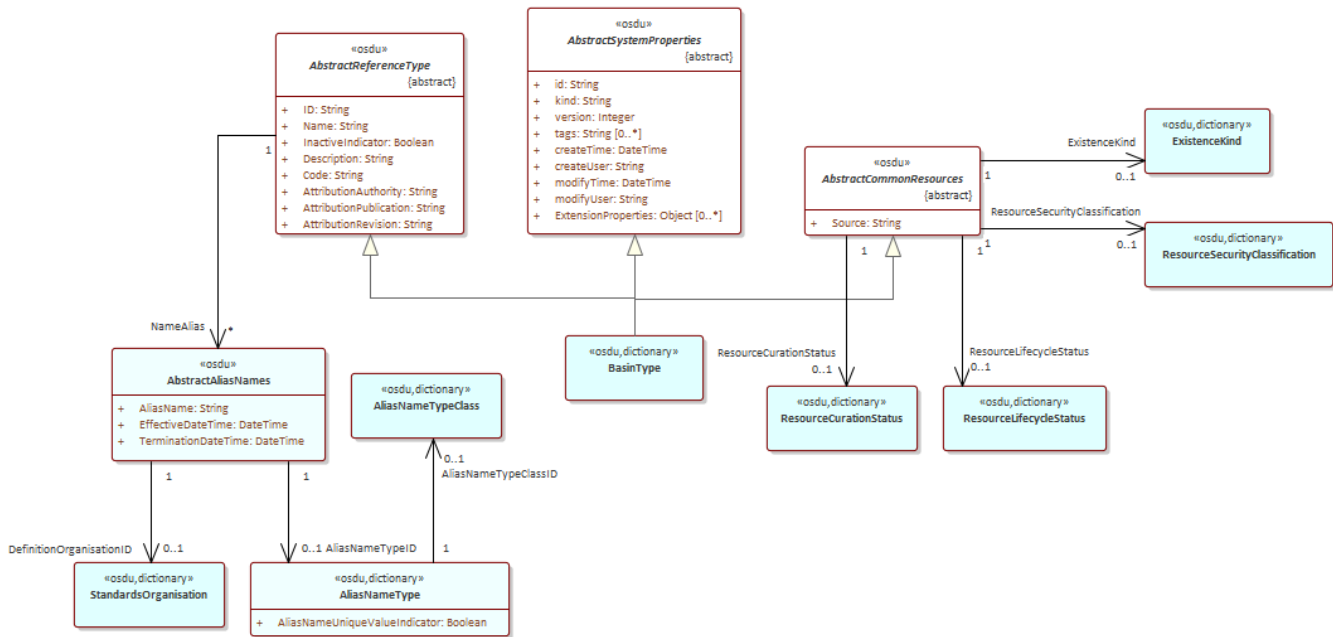 «osdu»
AbstractReferenceType
{abstract}
+ ID: String
+ Name: String
+ InactiveIndicator: Boolean
+ Description: String
+ Code: String
+ AttributionAuthority: String
+ AttributionPublication: String
+ AttributionRevision: String
«osdu»
AbstractSystemProperties
{abstract}
+ id: String
+ kind: String
+ version: Integer
+ tags: String [0..*]
+ createTime: DateTime
+ createUser: String
+ modifyTime: DateTime
+ modifyUser: String
+ ExtensionProperties: Object [0..*]
«osdu»
AbstractCommonResources
{abstract}
+ Source: String
ExistenceKind
1
0..1
«osdu,dictionary»
ExistenceKind
ResourceSecurityClassification
1
0..1
«osdu,dictionary»
ResourceSecurityClassification
1
NameAlias
*
1
1
ResourceCurationStatus
0..1
ResourceLifecycleStatus
0..1
«osdu,dictionary»
BasinType
«osdu»
AbstractAliasNames
+ AliasName: String
+ EffectiveDateTime: DateTime
+ TerminationDateTime: DateTime
«osdu,dictionary»
AliasNameTypeClass
«osdu,dictionary»
ResourceCurationStatus
«osdu,dictionary»
ResourceLifecycleStatus
0..1
AliasNameTypeClassID
1
1
DefinitionOrganisationID
0..1
0..1
AliasNameTypeID
1
«osdu,dictionary»
StandardsOrganisation
«osdu,dictionary»
AliasNameType
+ AliasNameUniqueValueIndicator: Boolean